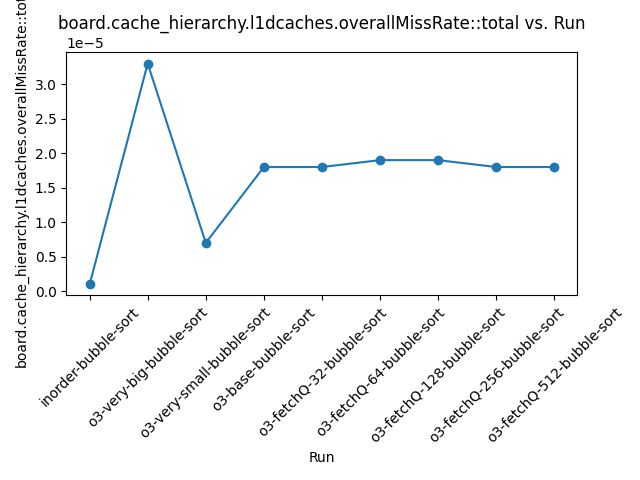 board.cache_hierarchy.l1dcaches.overallMissRate::total vs. Run
1e−5
3.0
2.5
2.0
1.5
1.0
0.5
0.0
board.cache_hierarchy.l1dcaches.overallMissRate::tot
inorder-bubble-sort
o3-very-big-bubble-sort
o3-very-small-bubble-sort
o3-base-bubble-sort
o3-fetchQ-32-bubble-sort
o3-fetchQ-64-bubble-sort
o3-fetchQ-128-bubble-sort
o3-fetchQ-256-bubble-sort
o3-fetchQ-512-bubble-sort
Run